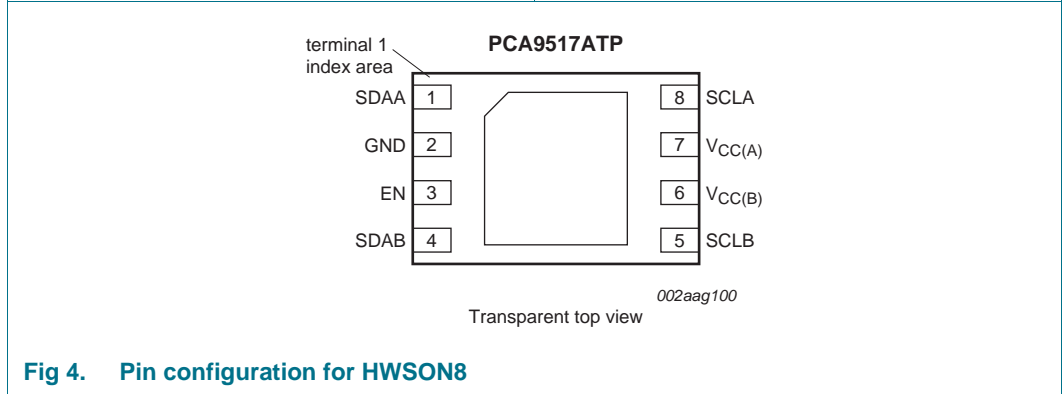 PCA9517ATP
terminal 1
index area
SDAA 1
GND 2
EN 3
SDAB 4
8 SCLA
7 VCC(A)
6 VCC(B)
5 SCLB
002aag100
Transparent top view
Fig 4. Pin configuration for HWSON8